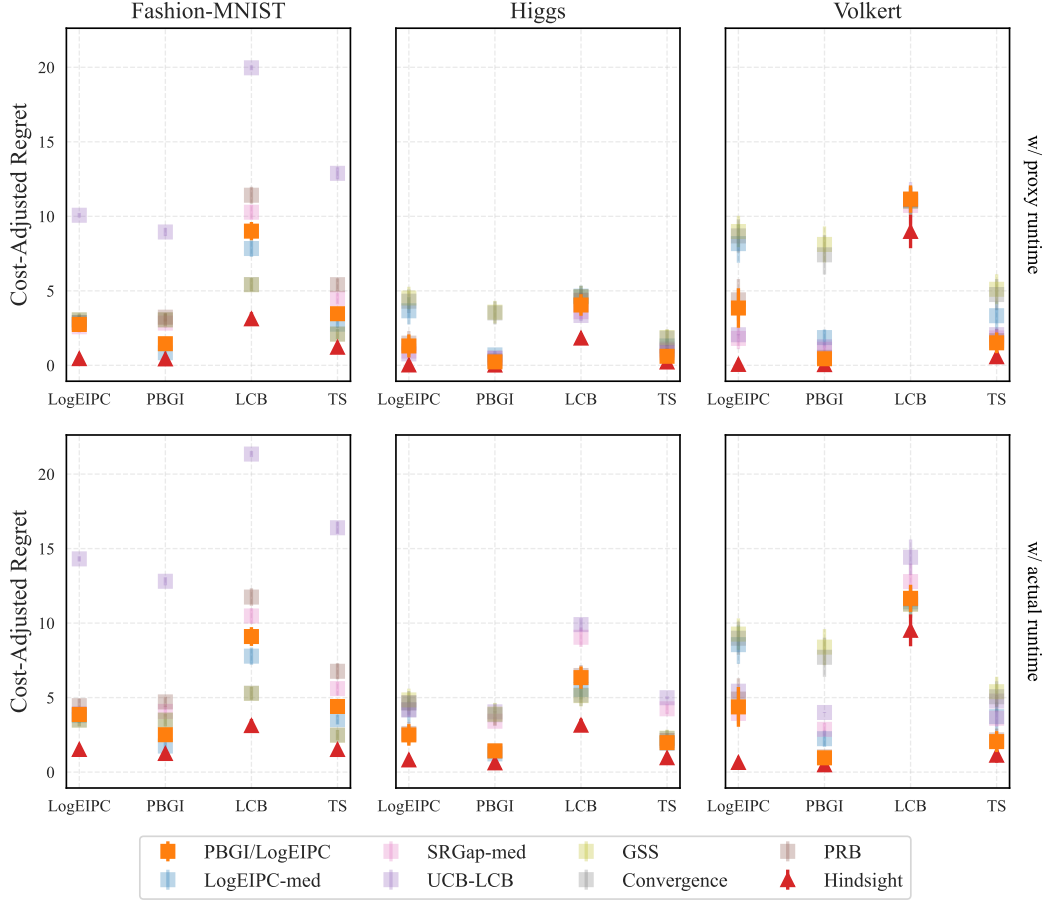 Fashion-MNIST
Higgs
Volkert
Cost-Adjusted Regret
20
15
10
5
0
LogEIPC PBGI LCB TS
LogEIPC PBGI LCB TS
LogEIPC PBGI LCB TS
w/ proxy runtime
Cost-Adjusted Regret
20
15
10
5
0
LogEIPC PBGI LCB TS
LogEIPC PBGI LCB TS
LogEIPC PBGI LCB TS
w/ actual runtime
PBGI/LogEIPC SRGap-med GSS PRB
LogEIPC-med UCB-LCB Convergence Hindsight